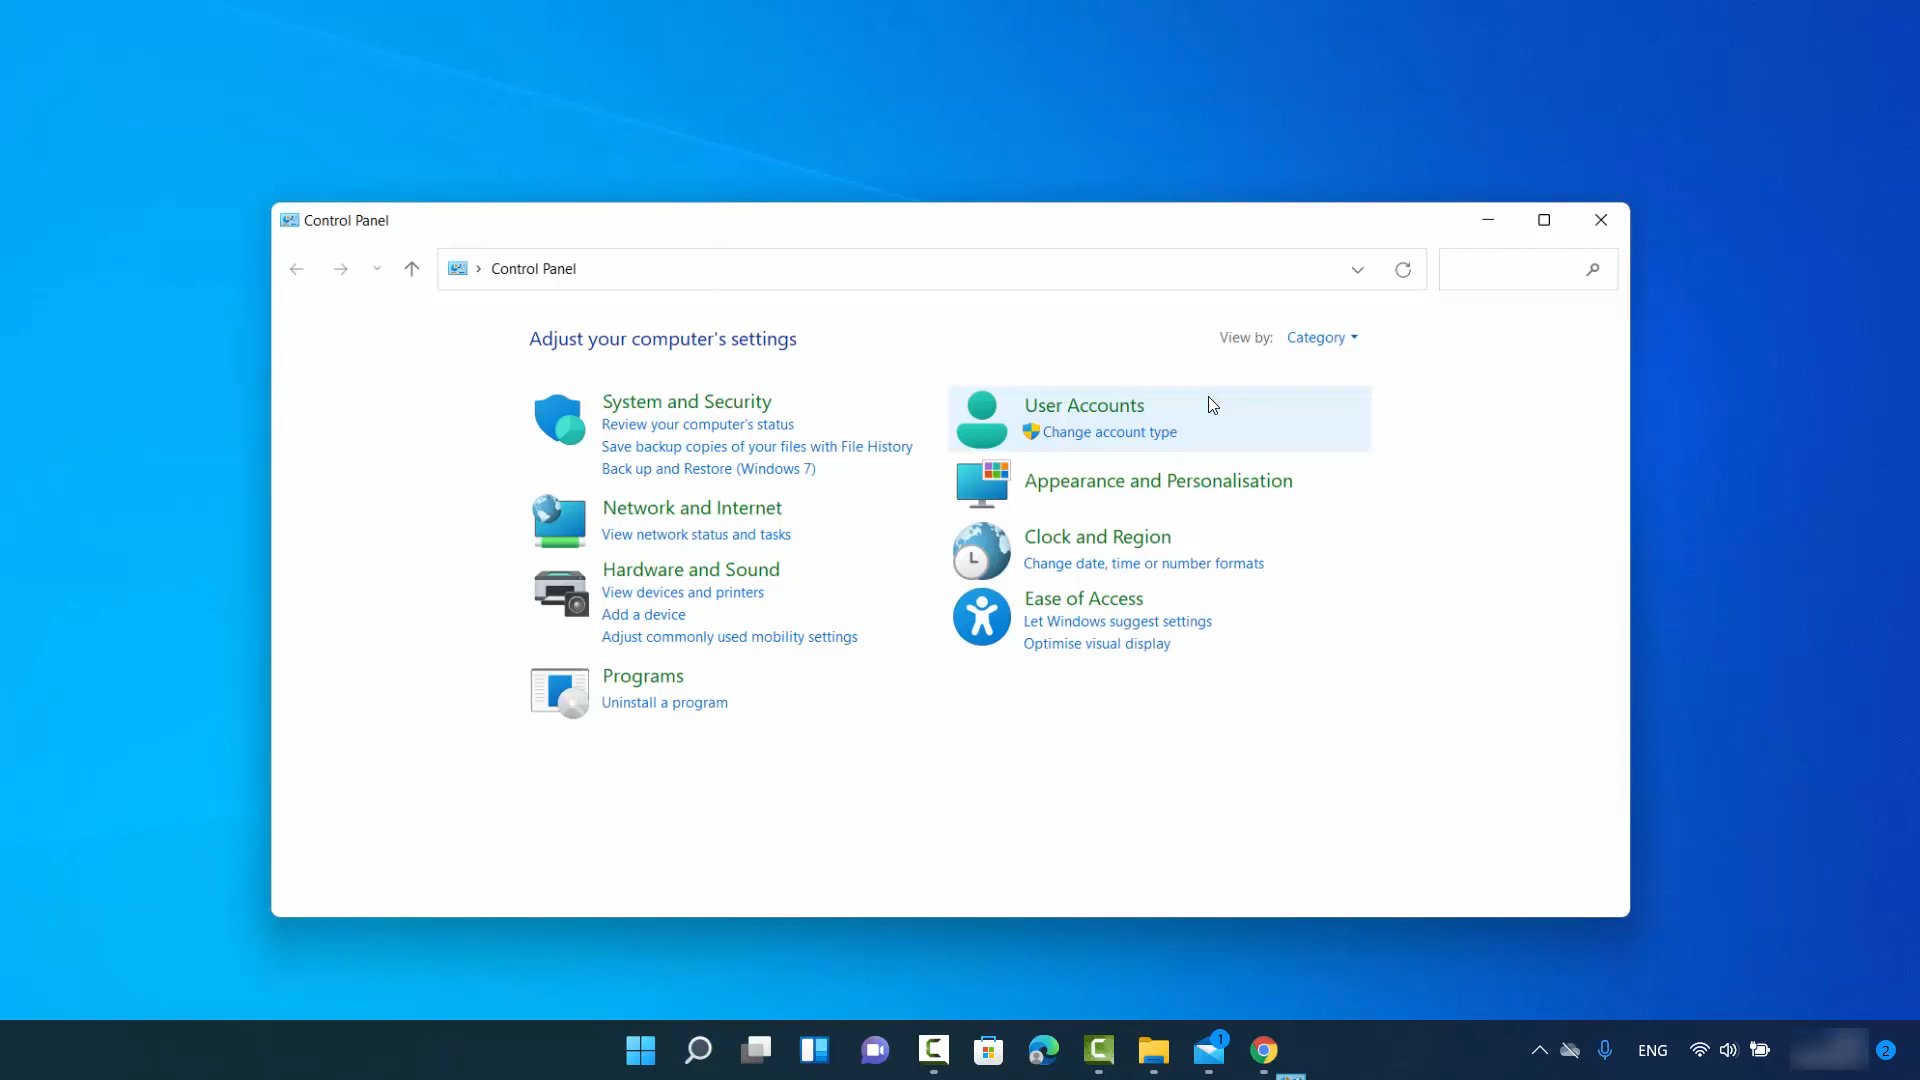 Control Panel
Control Panel
Adjust your computer's settings
View by: Category
System and Security
Review your computer's status
Save backup copies of your files with File History
Back up and Restore (Windows 7)
Network and Internet
View network status and tasks
Hardware and Sound
View devices and printers
Add a device
Adjust commonly used mobility settings
Programs
Uninstall a program
User Accounts
Change account type
Appearance and Personalisation
Clock and Region
Change date, time or number formats
Ease of Access
Let Windows suggest settings
Optimise visual display
1
ENG
2